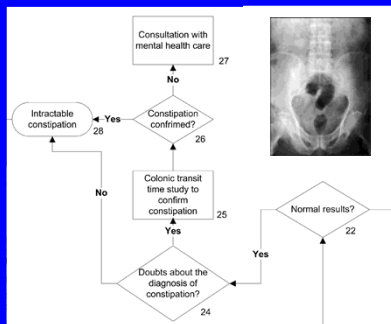 Consultation with
mental health care
27
No
Intractable
constipation
28
Yes
Constipation
confrimed?
26
No
Colonic transit
time study to
confirm
constipation
25
Normal results?
22
Yes
Yes
Doubts about the
diagnosis of
constipation?
24